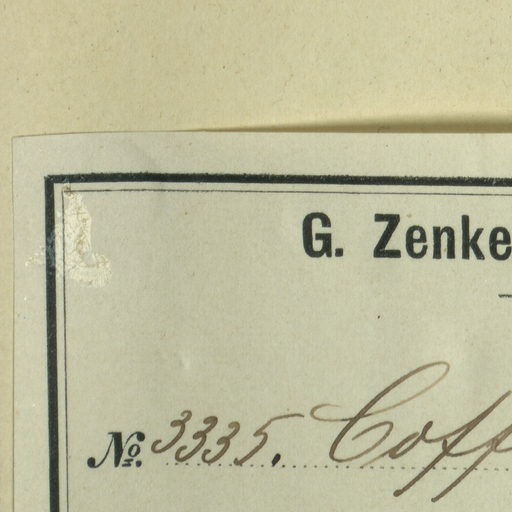 G. Zenke
№. 3335. Coff